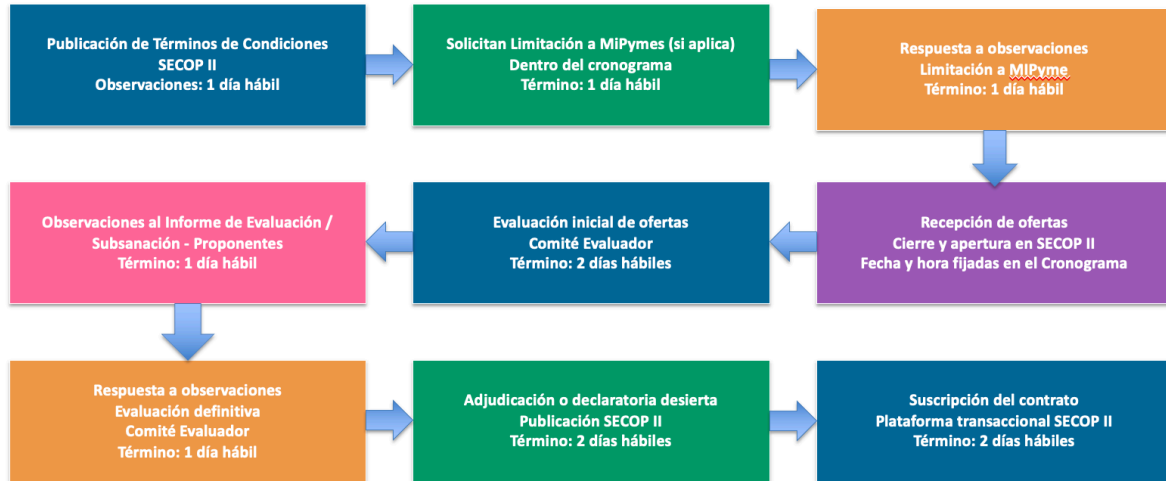 Publicación de Términos de Condiciones
SECOP II
Observaciones: 1 día hábil
Solicitan Limitación a MiPymes (si aplica)
Dentro del cronograma
Término: 1 día hábil
Respuesta a observaciones
Limitación a MIPyme
Término: 1 día hábil
Recepción de ofertas
Cierre y apertura en SECOP II
Fecha y hora fijadas en el Cronograma
Evaluación inicial de ofertas
Comité Evaluador
Término: 2 días hábiles
Observaciones al Informe de Evaluación /
Subsanación - Proponentes
Término: 1 día hábil
Respuesta a observaciones
Evaluación definitiva
Comité Evaluador
Término: 1 día hábil
Adjudicación o declaratoria desierta
Publicación SECOP II
Término: 2 días hábiles
Suscripción del contrato
Plataforma transaccional SECOP II
Término: 2 días hábiles